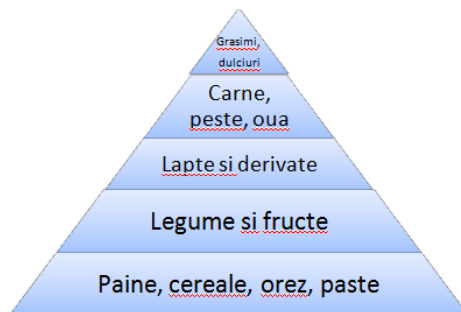 Grasimi,
dulciuri
Carne,
peste, oua
Lapte si derivate
Legume si fructe
Paine, cereale, orez, paste